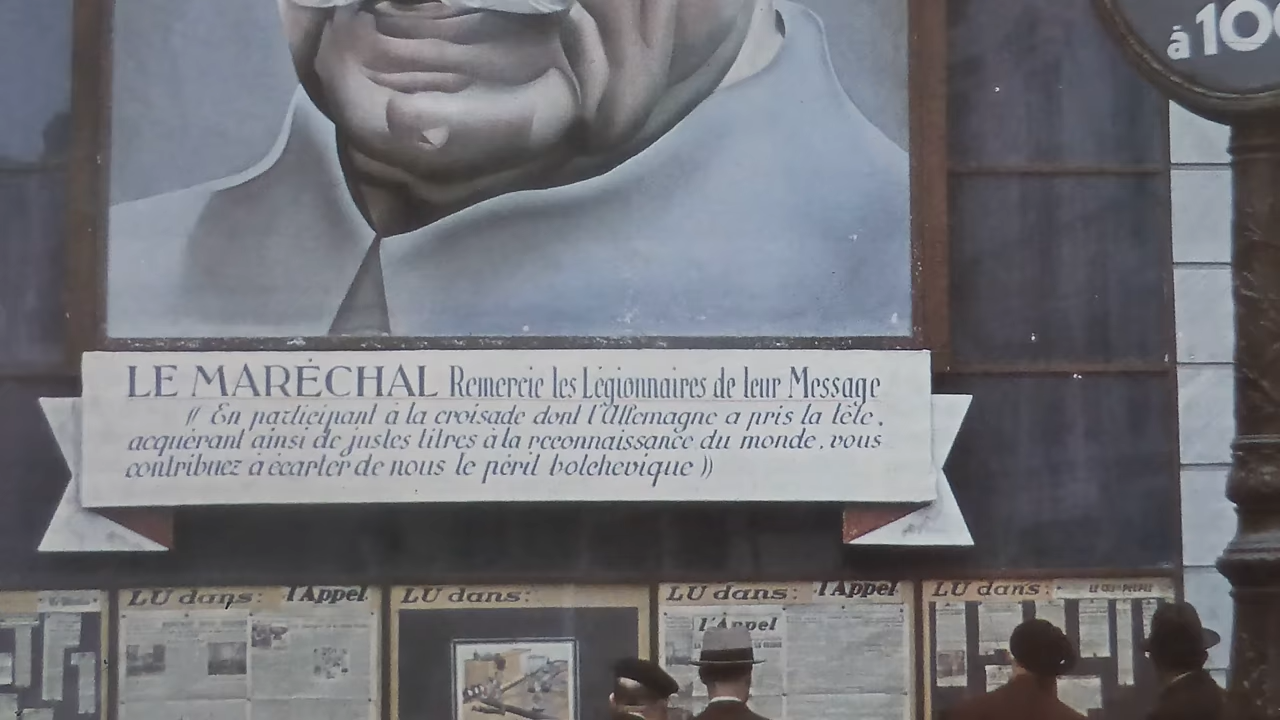 à 10
LE MARÉCHAL Remercie les Légionnaires de leur Message
(( En participant à la croisade dont l'Allemagne a pris la tête,
acquérant ainsi de justes titres à la reconnaissance du monde, vous
contribuez à écarter de nous le péril bolchevique ))
LU dans: l'Appel
LU dans:
LU dans: l'Appel
LU dans:
l'Appel